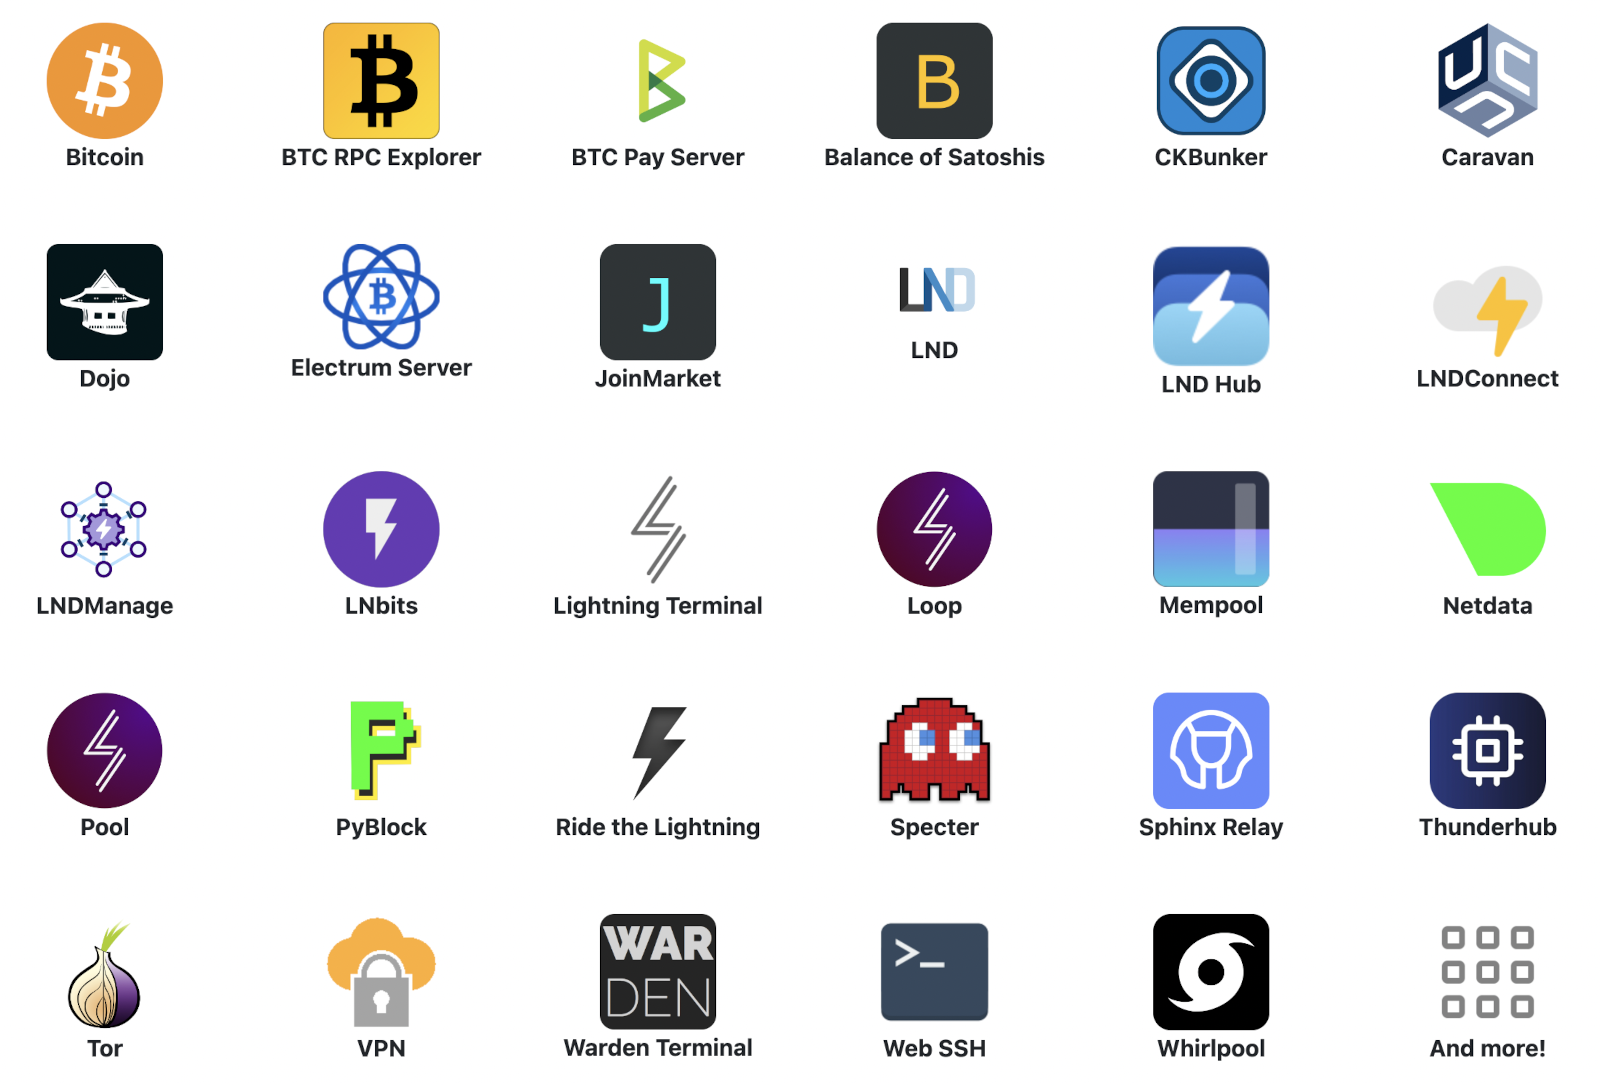 Bitcoin
BTC RPC Explorer
BTC Pay Server
B
Balance of Satoshis
CKBunker
UCN
Caravan
Dojo
Electrum Server
J
JoinMarket
LND
LND
LND Hub
LNDConnect
LNDManage
LNbits
Lightning Terminal
Loop
Mempool
Netdata
Pool
P
PyBlock
Ride the Lightning
Specter
Sphinx Relay
Thunderhub
Tor
VPN
WAR
DEN
Warden Terminal
>_
Web SSH
Whirlpool
And more!